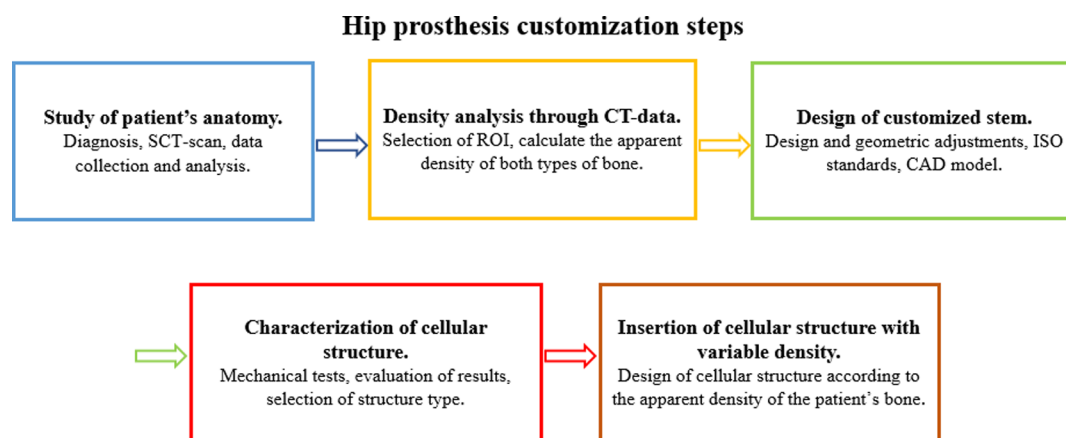 Hip prosthesis customization steps
Study of patient's anatomy.
Diagnosis, SCT-scan, data
collection and analysis.
Density analysis through CT-data.
Selection of ROI, calculate the apparent
density of both types of bone.
Design of customized stem.
Design and geometric adjustments, ISO
standards, CAD model.
Characterization of cellular
structure.
Mechanical tests, evaluation of results,
selection of structure type.
Insertion of cellular structure with
variable density.
Design of cellular structure according to
the apparent density of the patient's bone.